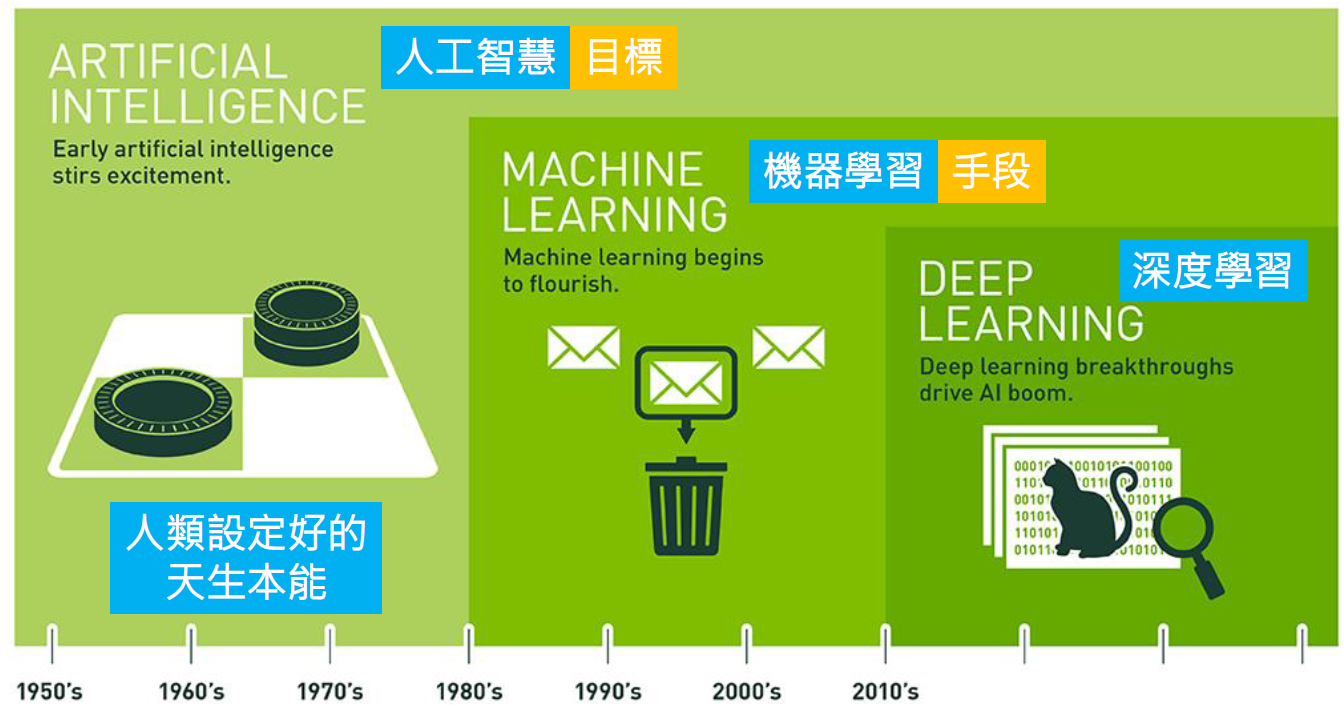 ARTIFICIAL
INTELLIGENCE
人工智慧 目標
Early artificial intelligence
stirs excitement.
人類設定好的
天生本能
MACHINE
LEARNING
機器學習 手段
Machine learning begins
to flourish.
DEEP
LEARNING
深度學習
Deep learning breakthroughs
drive AI boom.
1950's 1960's 1970's 1980's 1990's 2000's 2010's